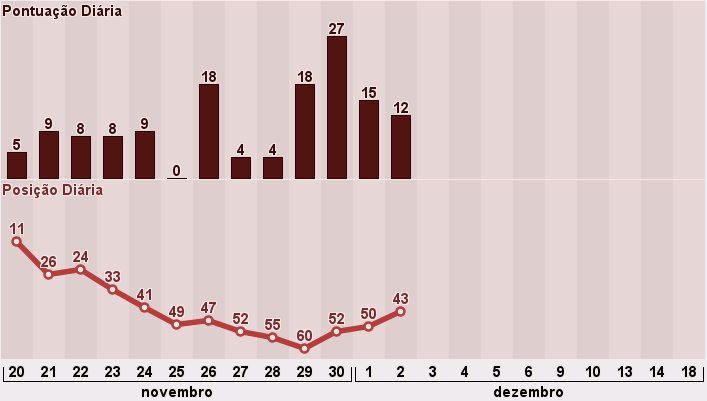 Pontuação Diária
5 9 8 8 9 0 18 4 4 18 27 15 12
Posição Diária
11 26 24 33 41 49 47 52 55 60 52 50 43
20 21 22 23 24 25 26 27 28 29 30 1 2 3 4 5 6 9 10 13 14 18
novembro dezembro